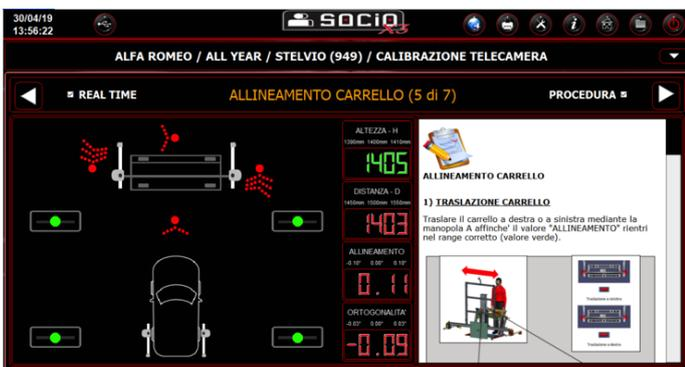 30/04/19
13:56:22
SOCIO
X3
ALFA ROMEO / ALL YEAR / STELVIO (949) / CALIBRAZIONE TELECAMERA
REAL TIME
ALLINEAMENTO CARRELLO (5 di 7)
PROCEDURA
ALTEZZA - H
1390mm 1400mm 1410mm
1405
DISTANZA - D
1450mm 1500mm 1550mm
1403
ALLINEAMENTO
-0.10° 0.00° 0.10°
0.11
ORTOGONALITA'
-0.03° 0.00° 0.03°
-0.09
ALLINEAMENTO CARRELLO
1) TRASLAZIONE CARRELLO
Traslare il carrello a destra o a sinistra mediante la
manopola A affinche' il valore "ALLINEAMENTO" rientri
nel range corretto (valore verde).
Traslazione a sinistra
Traslazione a destra